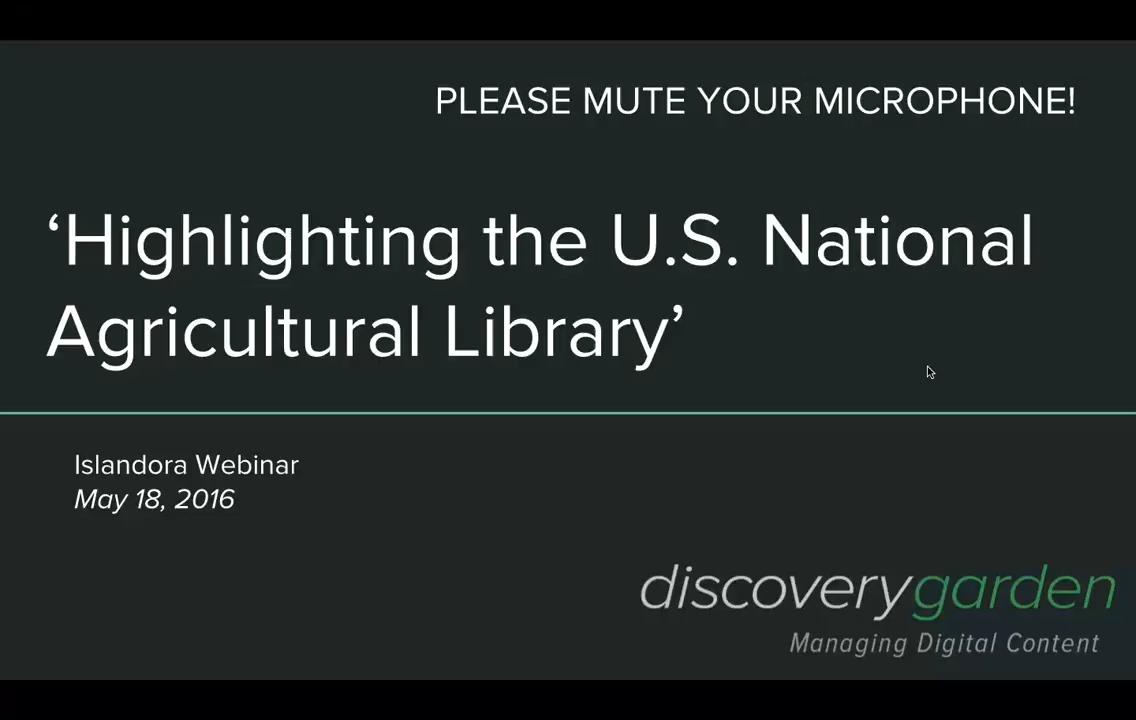 PLEASE MUTE YOUR MICROPHONE!
‘Highlighting the U.S. National
Agricultural Library’
Islandora Webinar
May 18, 2016
discoverygarden
Managing Digital Content